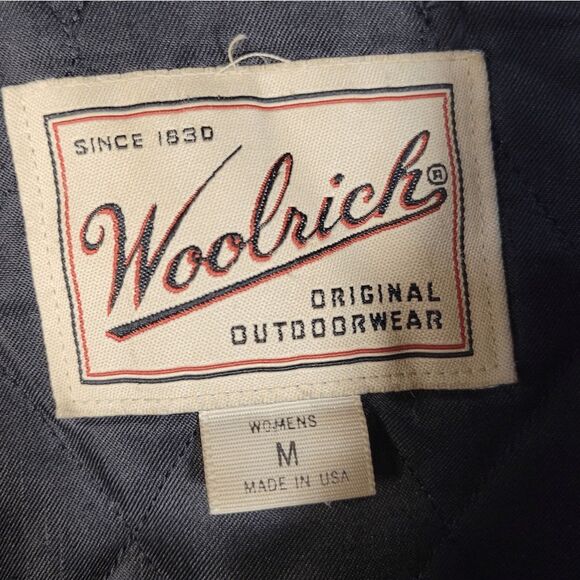 SINCE 1830
Woolrich®
ORIGINAL
OUTDOORWEAR
WOMENS
M
MADE IN USA